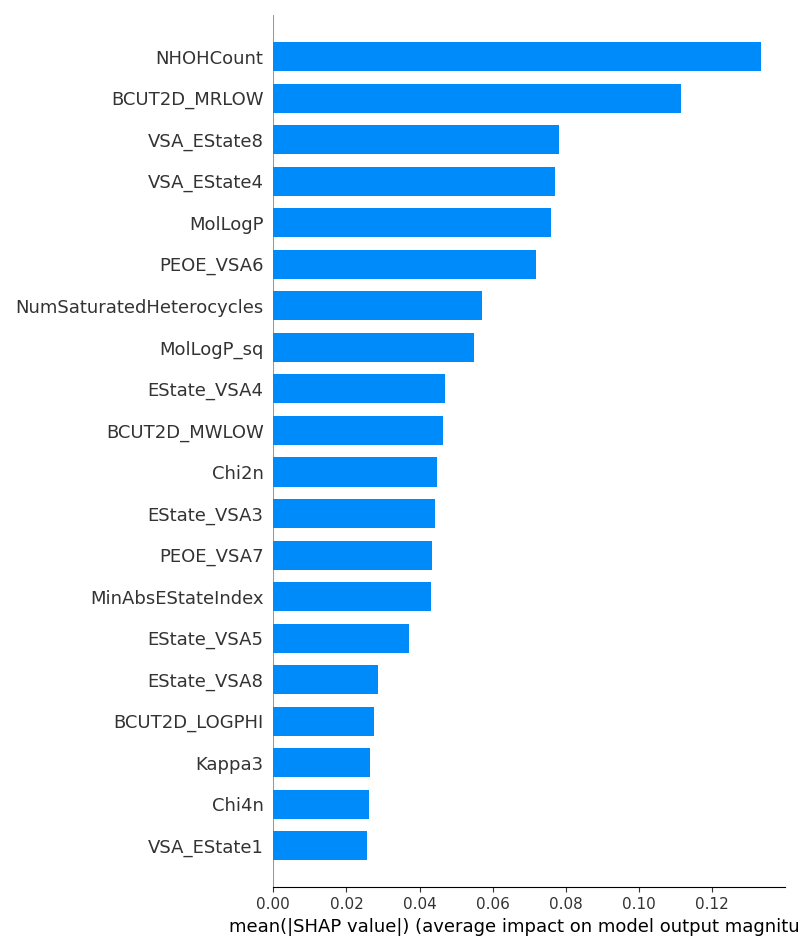 NHOHCount
BCUT2D_MRLOW
VSA_EState8
VSA_EState4
MolLogP
PEOE_VSA6
NumSaturatedHeterocycles
MolLogP_sq
EState_VSA4
BCUT2D_MWLOW
Chi2n
EState_VSA3
PEOE_VSA7
MinAbsEStateIndex
EState_VSA5
EState_VSA8
BCUT2D_LOGPHI
Kappa3
Chi4n
VSA_EState1
0.00 0.02 0.04 0.06 0.08 0.10 0.12
mean(|SHAP value|) (average impact on model output magnitu